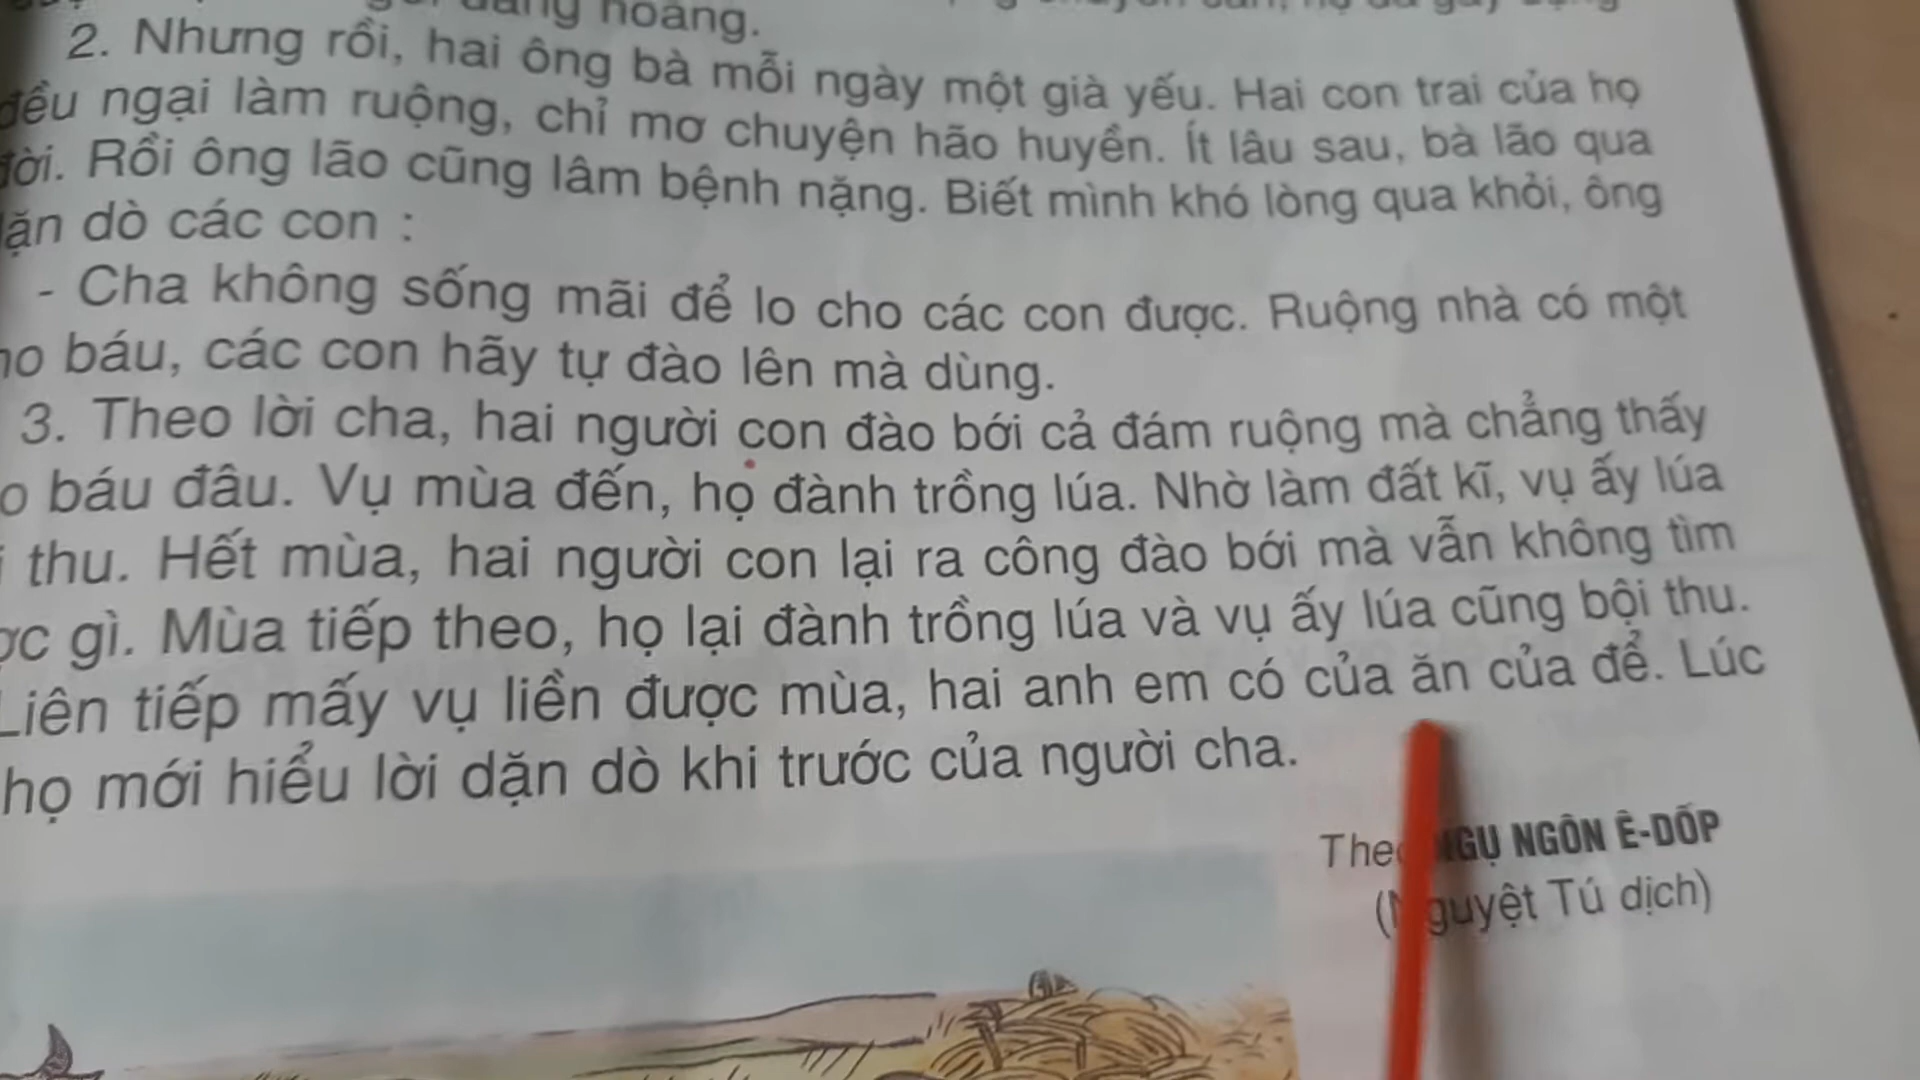 hoàng.
2. Nhưng rồi, hai ông bà mỗi ngày một già yếu. Hai con trai của họ
đều ngại làm ruộng, chỉ mơ chuyện hão huyền. Ít lâu sau, bà lão qua
đời. Rồi ông lão cũng lâm bệnh nặng. Biết mình khó lòng qua khỏi, ông
dặn dò các con :
- Cha không sống mãi để lo cho các con được. Ruộng nhà có một
báu, các con hãy tự đào lên mà dùng.
3. Theo lời cha, hai người con đào bới cả đám ruộng mà chẳng thấy
báu đâu. Vụ mùa đến, họ đành trồng lúa. Nhờ làm đất kĩ, vụ ấy lúa
thu. Hết mùa, hai người con lại ra công đào bới mà vẫn không tìm
gì. Mùa tiếp theo, họ lại đành trồng lúa và vụ ấy lúa cũng bội thu.
Liên tiếp mấy vụ liền được mùa, hai anh em có của ăn của để. Lúc
họ mới hiểu lời dặn dò khi trước của người cha.
Theo NGỤ NGÔN Ê-DỐP
(Nguyệt Tú dịch)